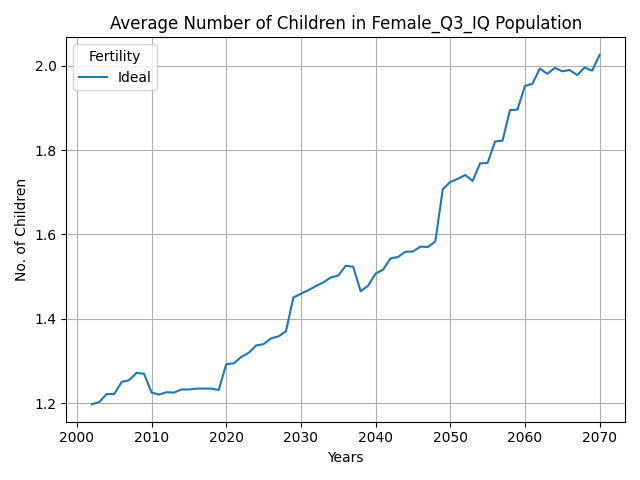 Average Number of Children in Female_Q3_IQ Population
Fertility
Ideal
No. of Children
2.0
1.8
1.6
1.4
1.2
2000 2010 2020 2030 2040 2050 2060 2070
Years